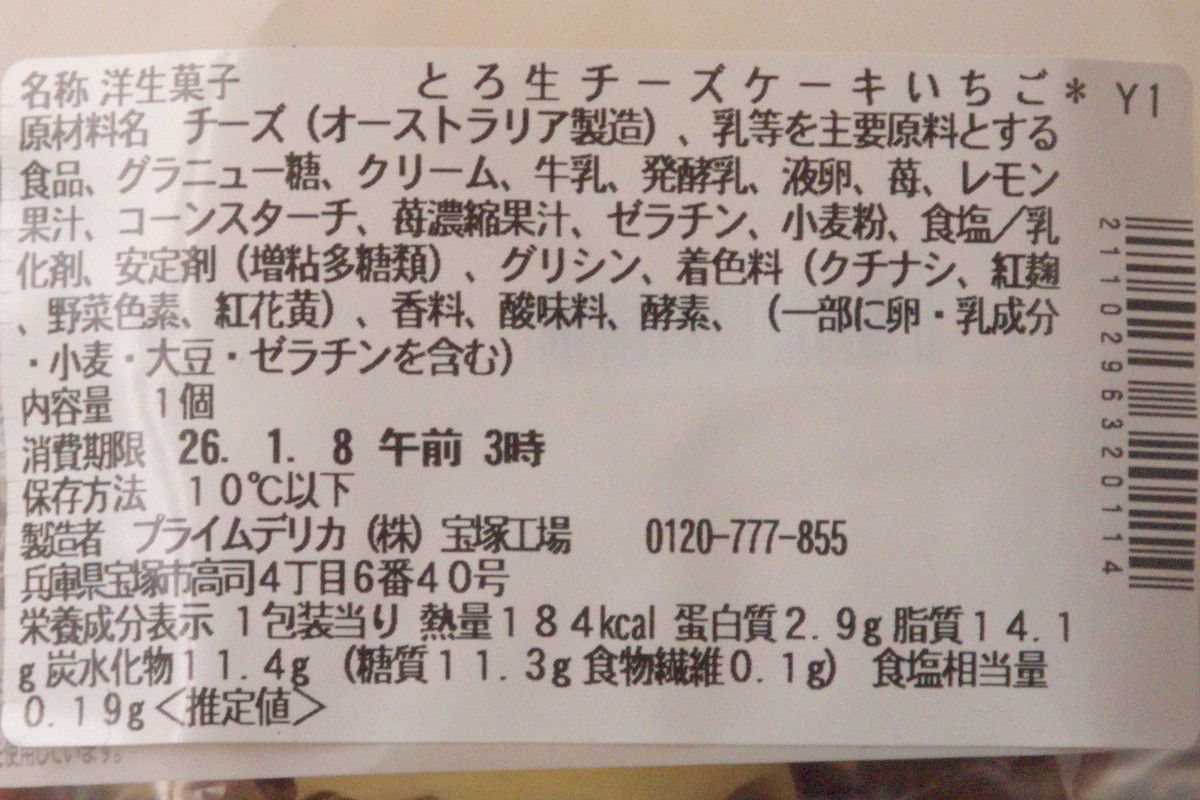 名称 洋生菓子 とろ生チーズケーキいちご* Y1
原材料名 チーズ（オーストラリア製造）、乳等を主要原料とする
食品、グラニュー糖、クリーム、牛乳、発酵乳、液卵、苺、レモン
果汁、コーンスターチ、苺濃縮果汁、ゼラチン、小麦粉、食塩／乳
化剤、安定剤（増粘多糖類）、グリシン、着色料（クチナシ、紅麹
、野菜色素、紅花黄）、香料、酸味料、酵素、（一部に卵・乳成分
・小麦・大豆・ゼラチンを含む）
内容量 1個
消費期限 26. 1. 8 午前 3時
保存方法 10℃以下
製造者 プライムデリカ（株）宝塚工場 0120-777-855
兵庫県宝塚市高司4丁目6番40号
栄養成分表示 1包装当り 熱量184kcal 蛋白質2.9g 脂質14.1
g 炭水化物11.4g （糖質11.3g 食物繊維0.1g） 食塩相当量
0.19g＜推定値＞
2110296320114
使用しています。